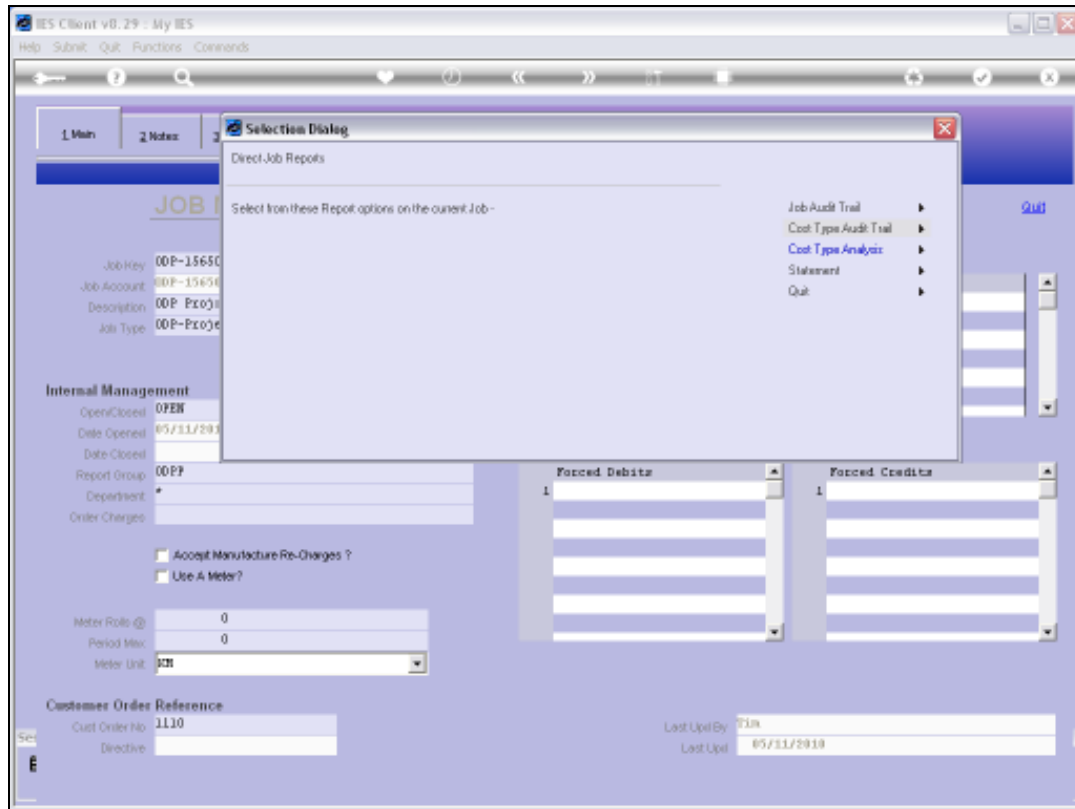 IES Client v0.29 : My IES
Help Submit Quit Functions Commands
1 Main
2 Notes
3
Selection Dialog
Direct Job Reports
Select from these Report options on the current Job -
Job Audit Trail
Cost Type Audit Trail
Cost Type Analysis
Statement
Quit
JOB
Quit
Job Key ODP-15650
Job Account ODP-15650
Description ODP
Job Type ODP-Proje
Internal Management
Open/Closed OPEN
Date Opened 05/11/201
Date Closed
Report Group ODPP
Department *
Order Charges
Forced Debits
1
Forced Credits
1
Accept Manufacture Re-Charges ?
Use A Meter?
Meter Rolls @ 0
Period Max 0
Meter Unit KM
Customer Order Reference
Cust Order No 1110
Directive
Last Upd By Tim
Last Upd 05/11/2010